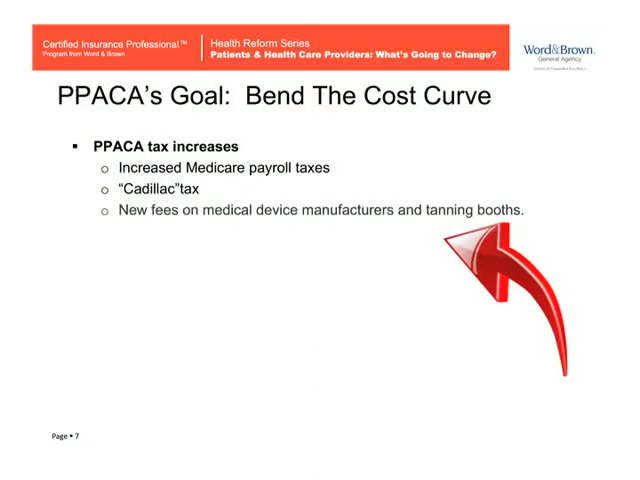 Certified Insurance Professional™
Program from Word & Brown
Health Reform Series
Patients & Health Care Providers: What's Going to Change?
Word&Brown.
General Agency
PPACA's Goal: Bend The Cost Curve
▪ PPACA tax increases
o Increased Medicare payroll taxes
o “Cadillac”tax
o New fees on medical device manufacturers and tanning booths.
Page ▪ 7